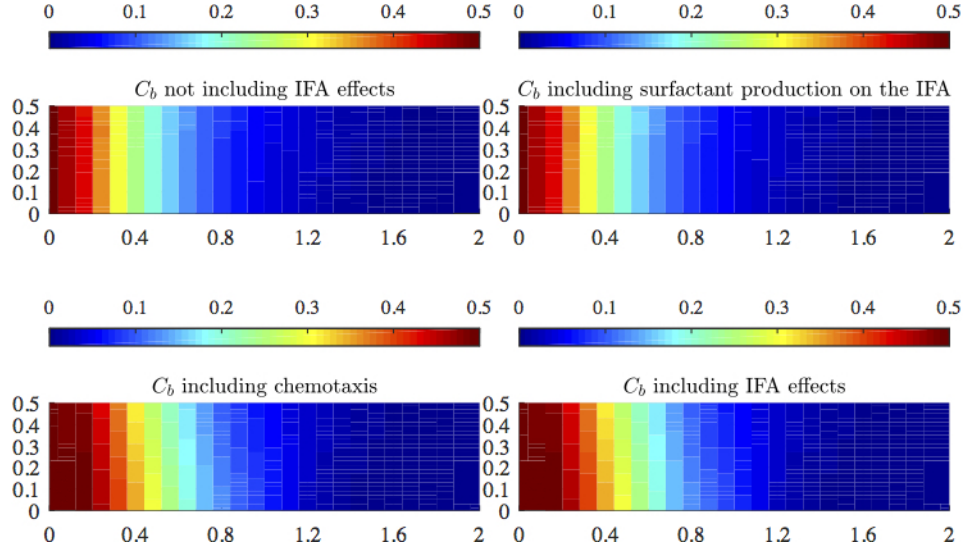 0 0.1 0.2 0.3 0.4 0.5
0 0.1 0.2 0.3 0.4 0.5
C_b not including IFA effects
C_b including surfactant production on the IFA
0.5
0.4
0.3
0.2
0.1
0
0 0.4 0.8 1.2 1.6 2
0.5
0.4
0.3
0.2
0.1
0
0 0.4 0.8 1.2 1.6 2
0 0.1 0.2 0.3 0.4 0.5
0 0.1 0.2 0.3 0.4 0.5
C_b including chemotaxis
C_b including IFA effects
0.5
0.4
0.3
0.2
0.1
0
0 0.4 0.8 1.2 1.6 2
0.5
0.4
0.3
0.2
0.1
0
0 0.4 0.8 1.2 1.6 2